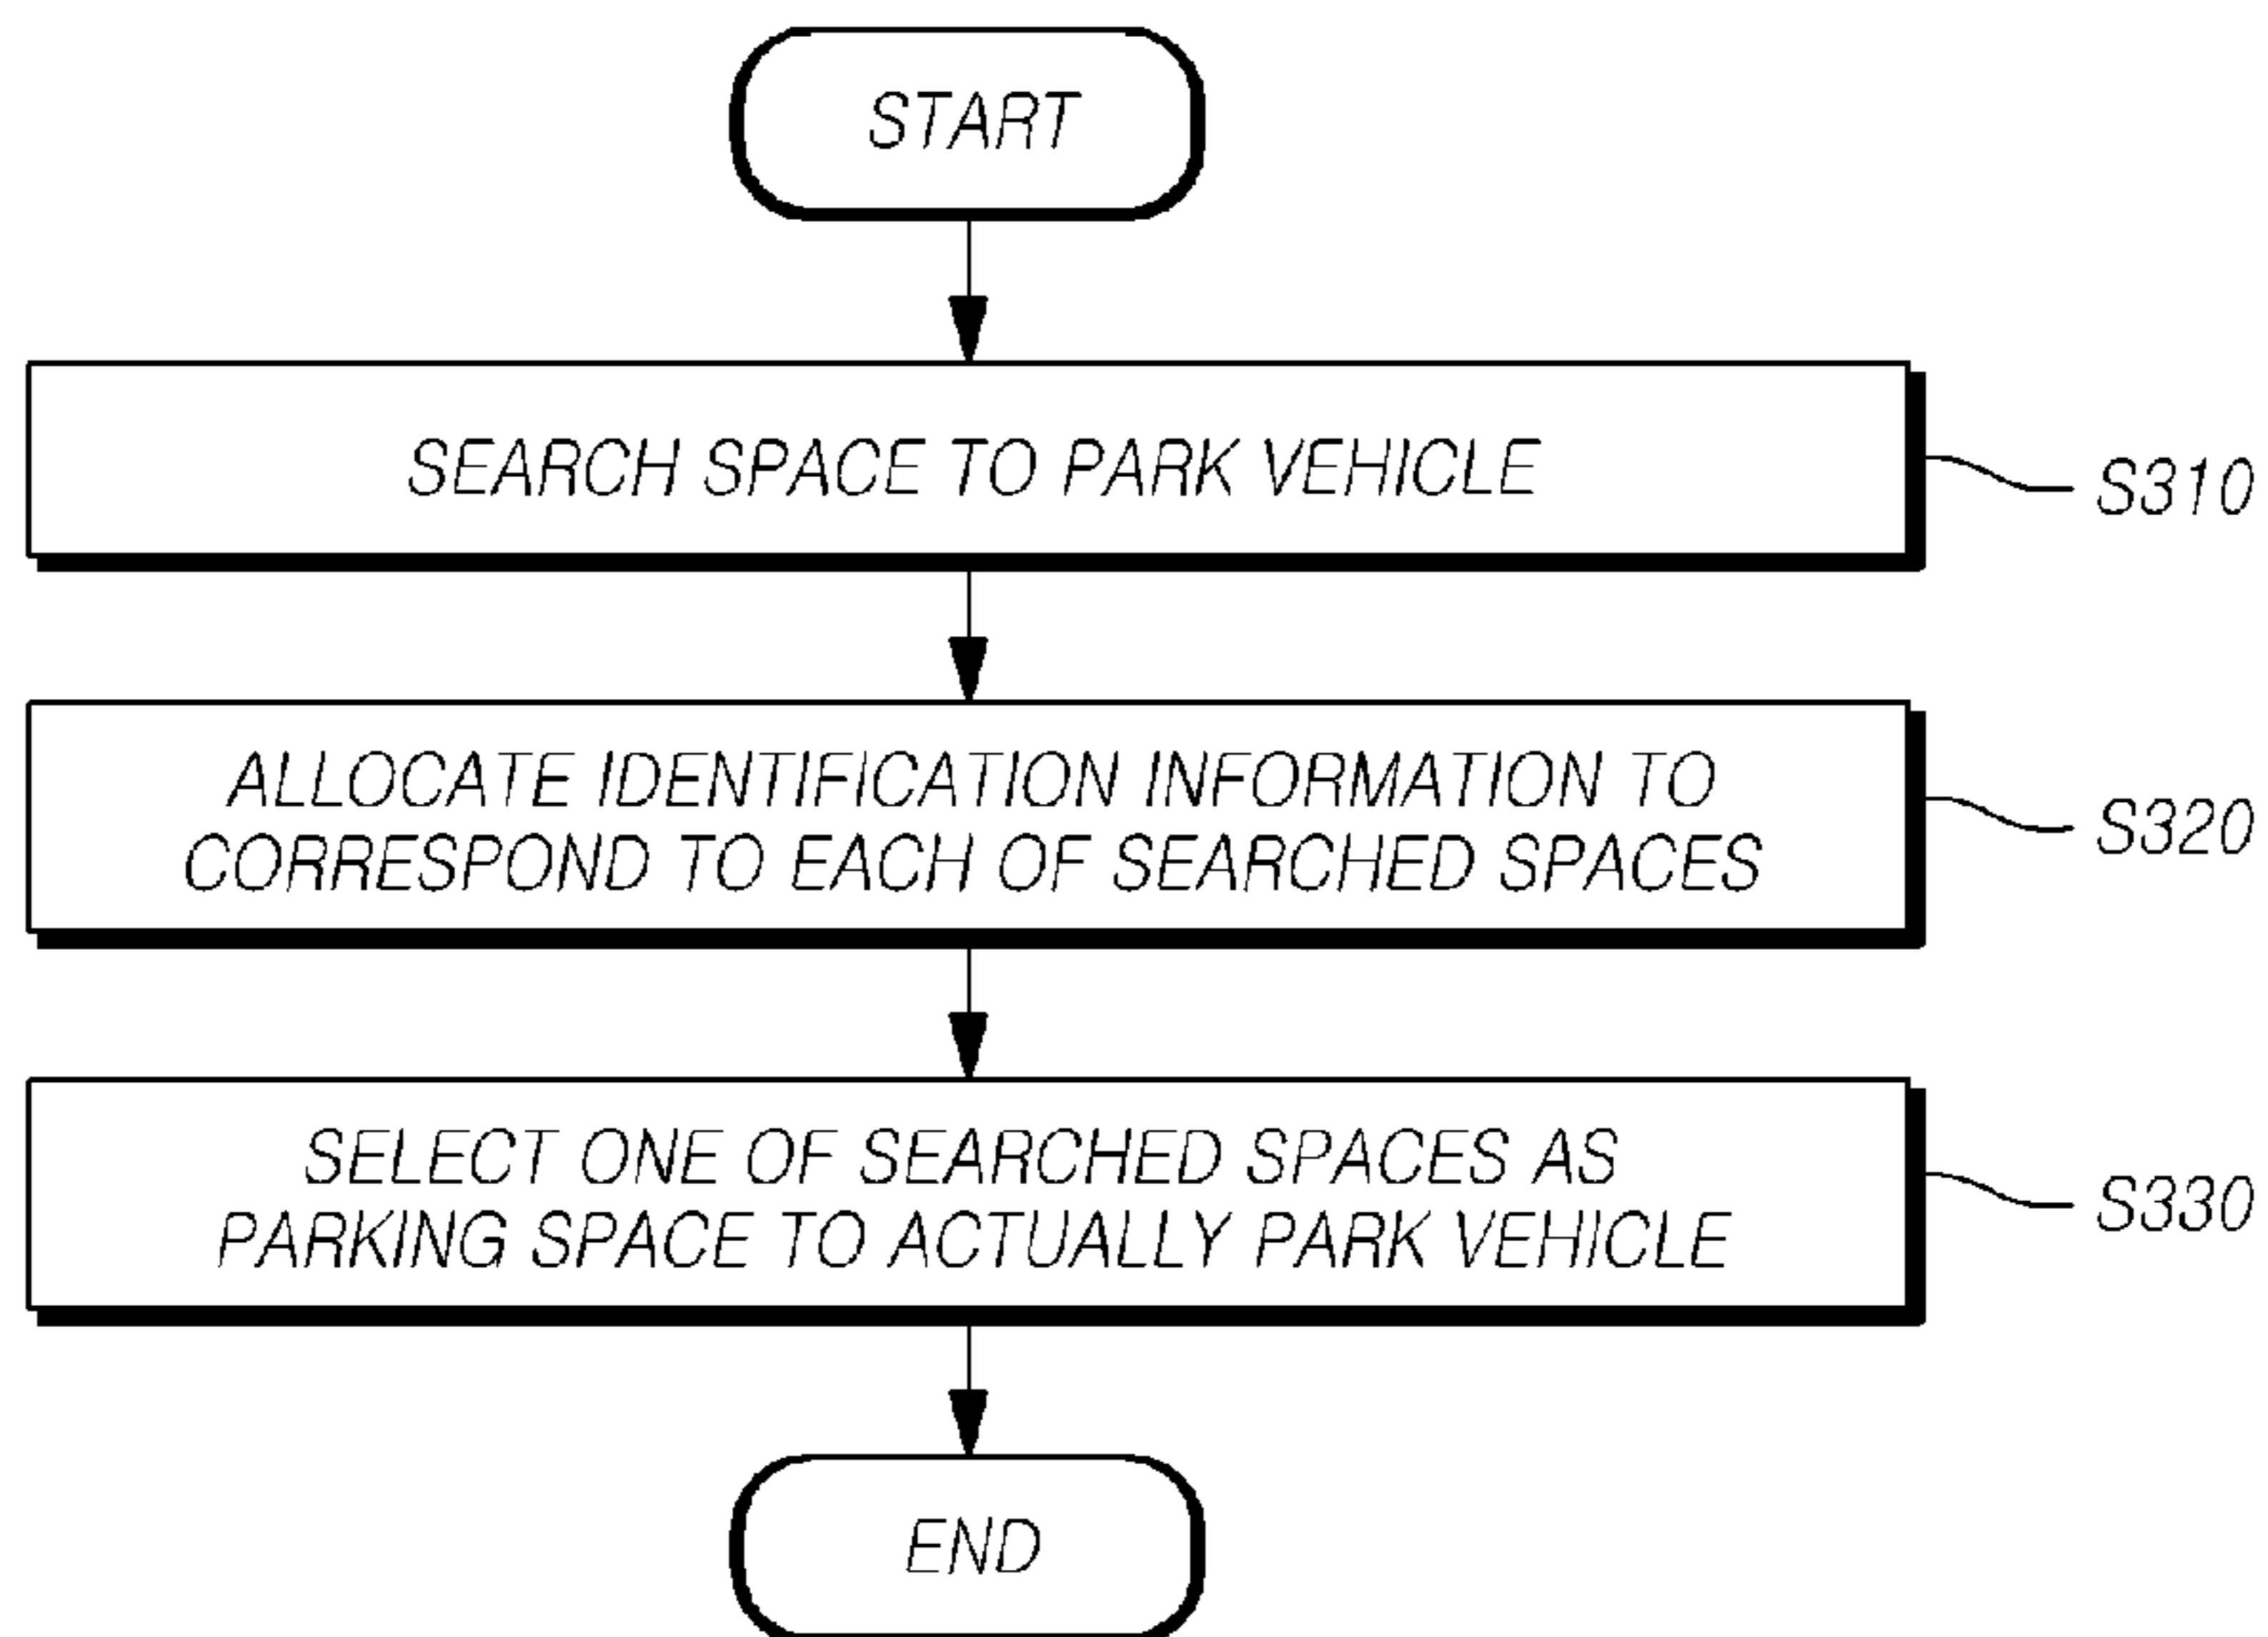 START
SEARCH SPACE TO PARK VEHICLE
S310
ALLOCATE IDENTIFICATION INFORMATION TO
CORRESPOND TO EACH OF SEARCHED SPACES
S320
SELECT ONE OF SEARCHED SPACES AS
PARKING SPACE TO ACTUALLY PARK VEHICLE
S330
END